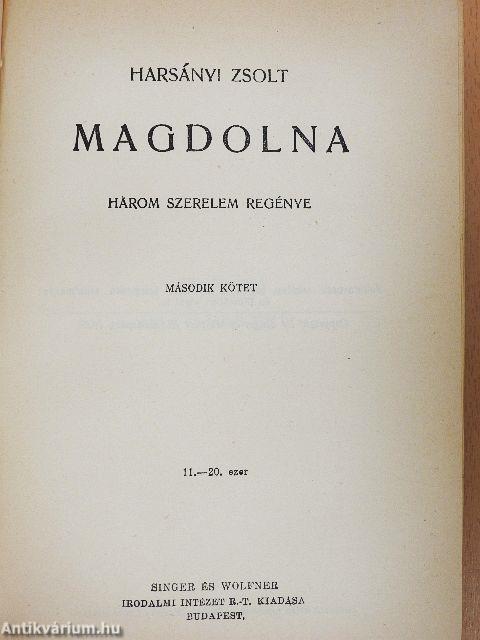 HARSÁNYI ZSOLT
MAGDOLNA
HÁROM SZERELEM REGÉNYE
MÁSODIK KÖTET
11.—20. ezer
SINGER ÉS WOLFNER
IRODALMI INTÉZET R.-T. KIADÁSA
BUDAPEST,
Antikvárium.hu